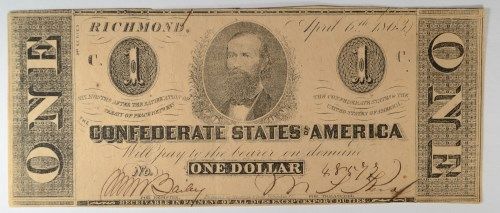 RICHMOND,
April 6th 1863
ONE
C.
1
1
C.
ONE
SIX MONTHS AFTER THE RATIFICATION OF A
TREATY OF PEACE BETWEEN
THE CONFEDERATE STATES & THE
UNITED STATES OF AMERICA
THE
CONFEDERATE STATES OF AMERICA
Will pay to the bearer on demand
No.
ONE DOLLAR
RECEIVABLE IN PAYMENT OF ALL DUES EXCEPT EXPORT DUTIES